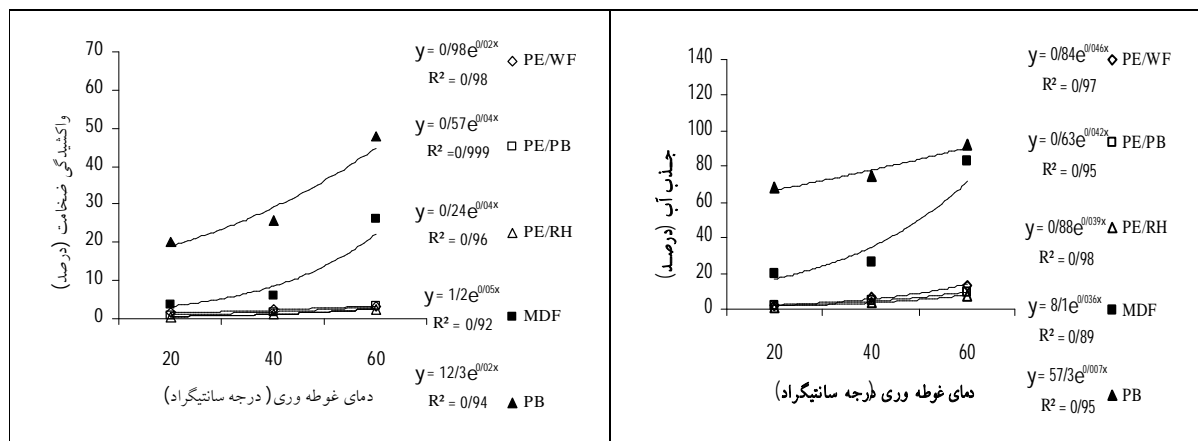 واکشیدگی ضخامت (درصد)
70
60
50
40
30
20
10
0
20 40 60
دمای غوطه وری ( درجه سانتیگراد)
y = 0/98e^0/02x
R² = 0/98
PE/WF
y = 0/57e^0/04x
R² =0/999
PE/PB
y = 0/24e^0/04x
R² = 0/96
PE/RH
y = 1/2e^0/05x
R² = 0/92
MDF
y = 12/3e^0/02x
R² = 0/94
PB
جذب آب (درصد)
140
120
100
80
60
40
20
0
20 40 60
دمای غوطه وری (درجه سانتیگراد)
y = 0/84e^0/046x
R² = 0/97
PE/WF
y = 0/63e^0/042x
R² = 0/95
PE/PB
y = 0/88e^0/039x
R² = 0/98
PE/RH
y = 8/1e^0/036x
R² = 0/89
MDF
y = 57/3e^0/007x
R² = 0/95
PB